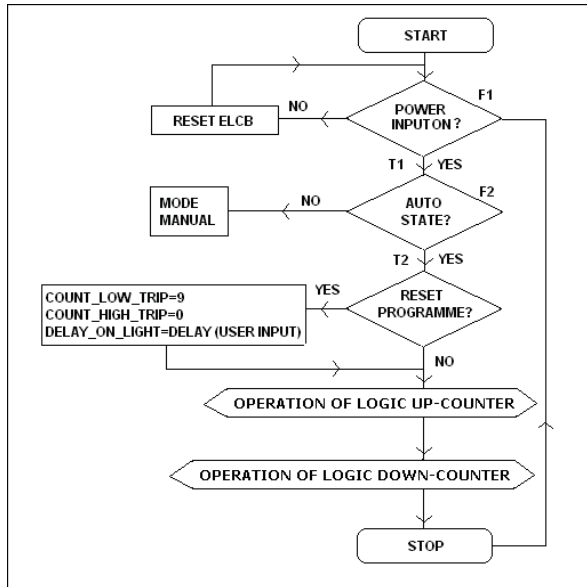 START
F1
POWER
INPUTON ?
NO
RESET ELCB
T1
YES
F2
AUTO
STATE?
NO
MODE
MANUAL
T2
YES
RESET
PROGRAMME?
YES
COUNT_LOW_TRIP=9
COUNT_HIGH_TRIP=0
DELAY_ON_LIGHT=DELAY (USER INPUT)
NO
OPERATION OF LOGIC UP-COUNTER
OPERATION OF LOGIC DOWN-COUNTER
STOP